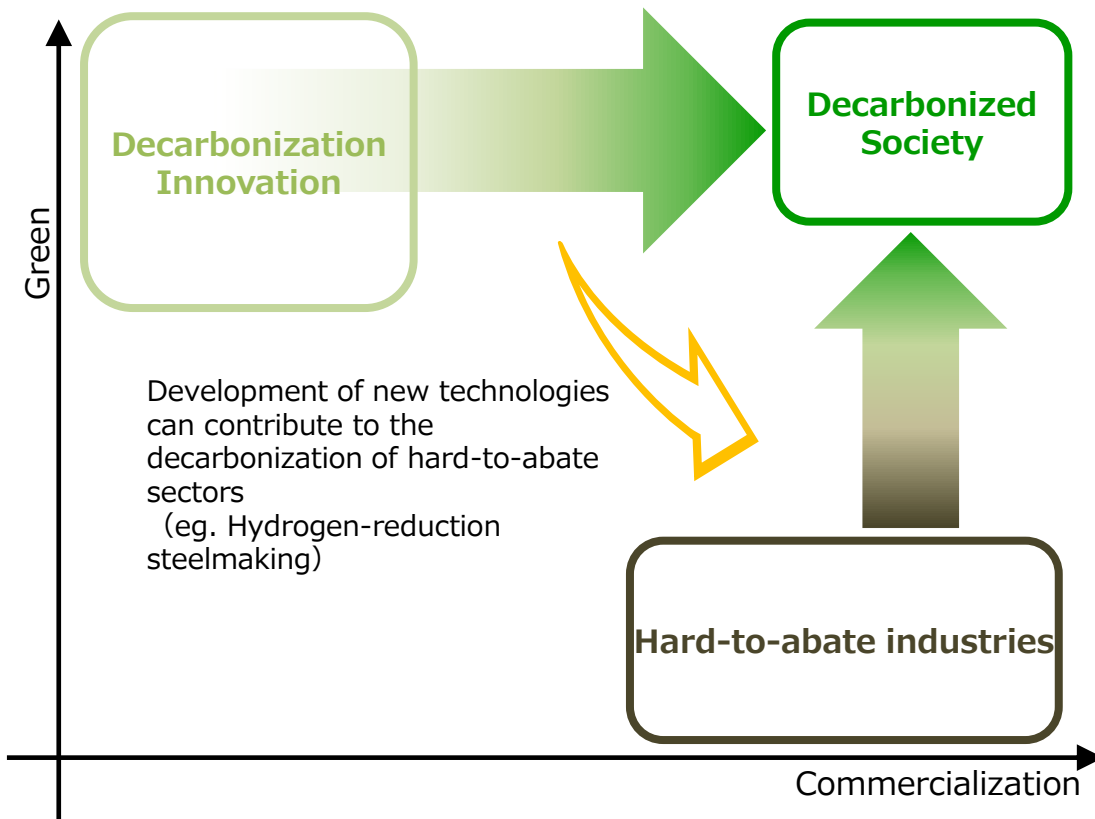 Decarbonization
Innovation
Decarbonized
Society
Green
Development of new technologies
can contribute to the
decarbonization of hard-to-abate
sectors
（eg. Hydrogen-reduction
steelmaking）
Hard-to-abate industries
Commercialization